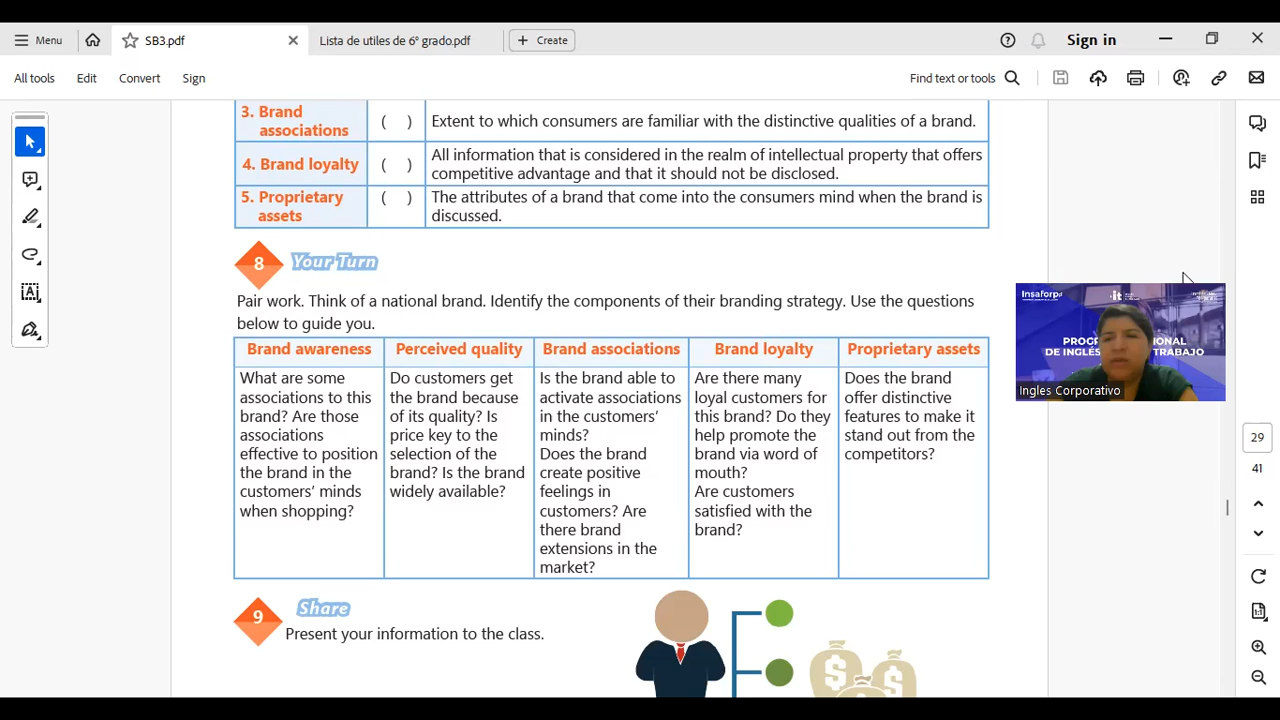 Menu
SB3.pdf
Lista de utiles de 6º grado.pdf
Create
Sign in
All tools
Edit
Convert
Sign
Find text or tools
3. Brand
associations
( )
Extent to which consumers are familiar with the distinctive qualities of a brand.
4. Brand loyalty
( )
All information that is considered in the realm of intellectual property that offers
competitive advantage and that it should not be disclosed.
5. Proprietary
assets
( )
The attributes of a brand that come into the consumers mind when the brand is
discussed.
8
Your Turn
Pair work. Think of a national brand. Identify the components of their branding strategy. Use the questions
below to guide you.
Brand awareness
What are some
associations to this
brand? Are those
associations
effective to position
the brand in the
customers’ minds
when shopping?
Perceived quality
Do customers get
the brand because
of its quality? Is
price key to the
selection of the
brand? Is the brand
widely available?
Brand associations
Is the brand able to
activate associations
in the customers’
minds?
Does the brand
create positive
feelings in
customers? Are
there brand
extensions in the
market?
Brand loyalty
Are there many
loyal customers for
this brand? Do they
help promote the
brand via word of
mouth?
Are customers
satisfied with the
brand?
Proprietary assets
Does the brand
offer distinctive
features to make it
stand out from the
competitors?
9
Share
Present your information to the class.
$
$
Insaforp
it
PROG IONAL
DE INGLÉS TRABAJO
Ingles Corporativo
29
41